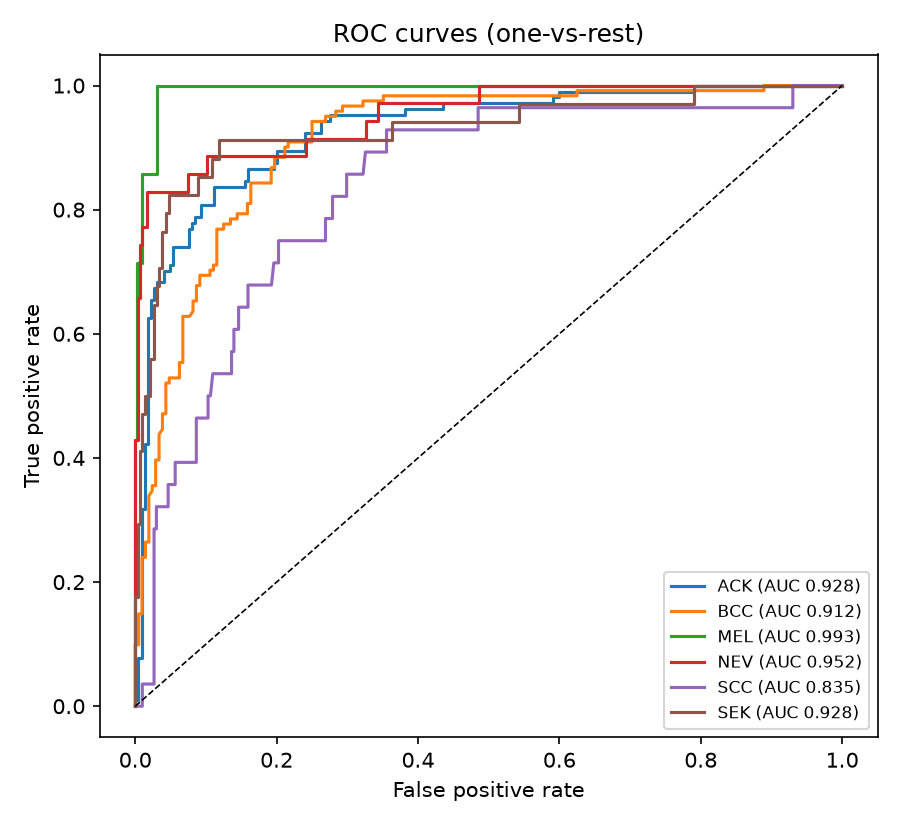 ROC curves (one-vs-rest)
True positive rate
1.0
0.8
0.6
0.4
0.2
0.0
0.0 0.2 0.4 0.6 0.8 1.0
False positive rate
ACK (AUC 0.928)
BCC (AUC 0.912)
MEL (AUC 0.993)
NEV (AUC 0.952)
SCC (AUC 0.835)
SEK (AUC 0.928)